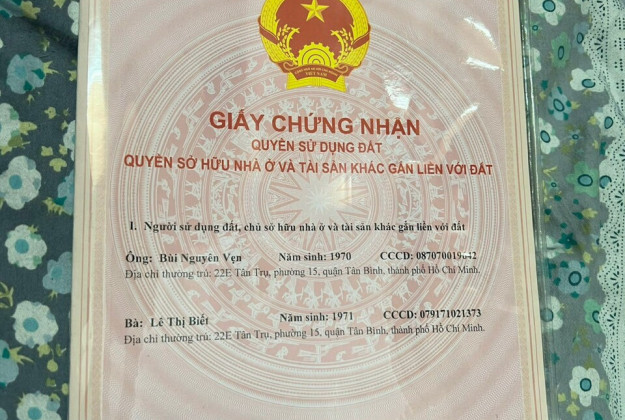 GIẤY CHỨNG NHẬN
QUYỀN SỬ DỤNG ĐẤT
QUYỀN SỞ HỮU NHÀ Ở VÀ TÀI SẢN KHÁC GẮN LIỀN VỚI ĐẤT
I. Người sử dụng đất, chủ sở hữu nhà ở và tài sản khác gắn liền với đất
Ông: Bùi Nguyên Vẹn Năm sinh: 1970 CCCD: 087070019642
Địa chỉ thường trú: 22E Tân Trụ, phường 15, quận Tân Bình, thành phố Hồ Chí Minh.
Bà: Lê Thị Biết Năm sinh: 1971 CCCD: 079171021373
Địa chỉ thường trú: 22E Tân Trụ, phường 15, quận Tân Bình, thành phố Hồ Chí Minh.